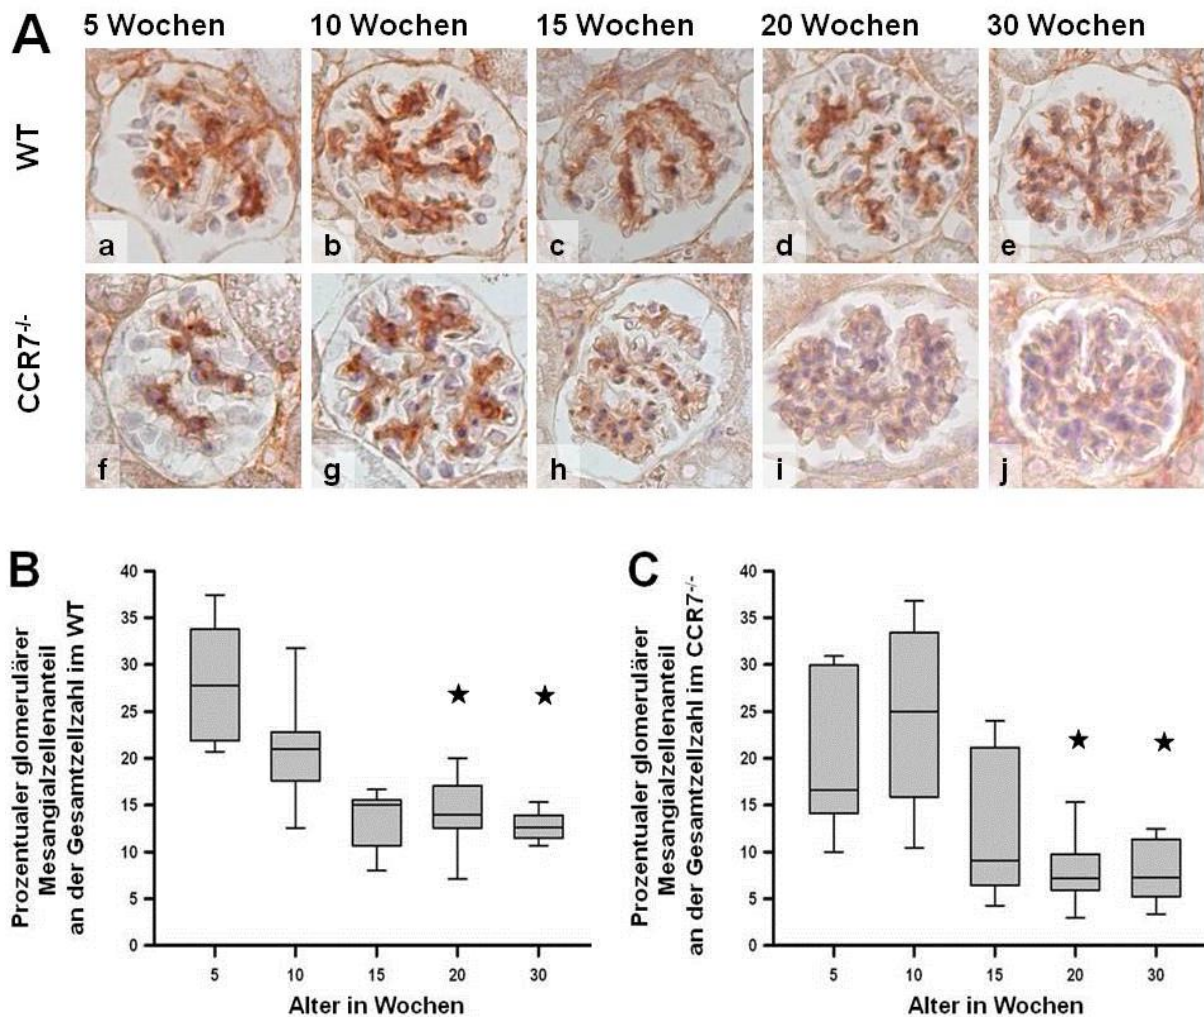 A
5 Wochen 10 Wochen 15 Wochen 20 Wochen 30 Wochen
WT
a b c d e
CCR7-/-
f g h i j
B
Prozentualer glomerulärer
Mesangialzellenanteil
an der Gesamtzellzahl im WT
40
35
30
25
20
15
10
5
0
5 10 15 20 30
Alter in Wochen
C
Prozentualer glomerulärer
Mesangialzellenanteil
an der Gesamtzellzahl im CCR7-/-
40
35
30
25
20
15
10
5
0
5 10 15 20 30
Alter in Wochen